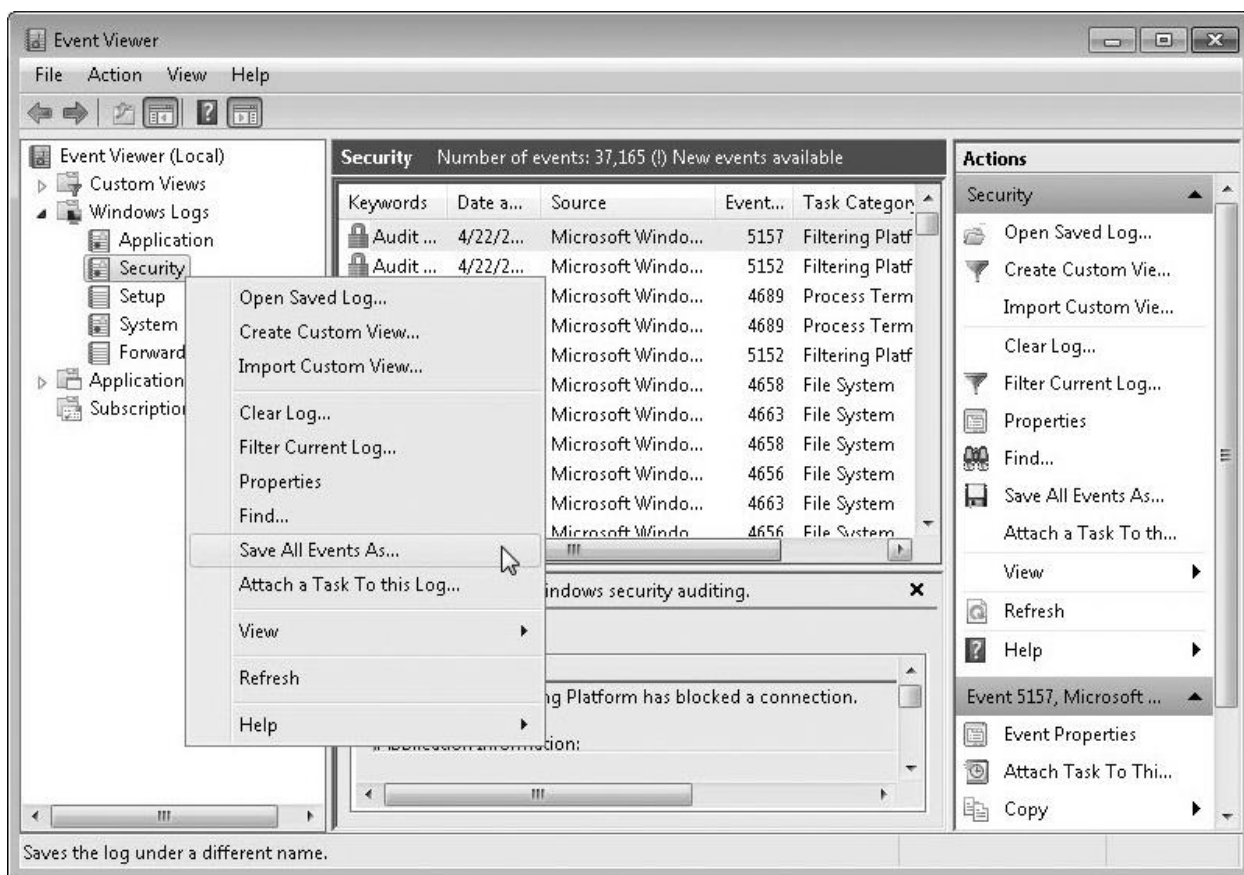 Event Viewer
File Action View Help
Event Viewer (Local)
Custom Views
Windows Logs
Application
Security
Setup
System
Forward
Application
Subscription
Open Saved Log...
Create Custom View...
Import Custom View...
Clear Log...
Filter Current Log...
Properties
Find...
Save All Events As...
Attach a Task To this Log...
View
Refresh
Help
Security Number of events: 37,165 (!) New events available
Keywords Date a... Source Event... Task Categor
Audit ... 4/22/2... Microsoft Windo... 5157 Filtering Platf
Audit ... 4/22/2... Microsoft Windo... 5152 Filtering Platf
Microsoft Windo... 4689 Process Term
Microsoft Windo... 4689 Process Term
Microsoft Windo... 5152 Filtering Platf
Microsoft Windo... 4658 File System
Microsoft Windo... 4663 File System
Microsoft Windo... 4658 File System
Microsoft Windo... 4656 File System
Microsoft Windo... 4663 File System
Microsoft Windo 4656 File System
indows security auditing.
ng Platform has blocked a connection.
Actions
Security
Open Saved Log...
Create Custom Vie...
Import Custom Vie...
Clear Log...
Filter Current Log...
Properties
Find...
Save All Events As...
Attach a Task To th...
View
Refresh
Help
Event 5157, Microsoft ...
Event Properties
Attach Task To Thi...
Copy
Saves the log under a different name.